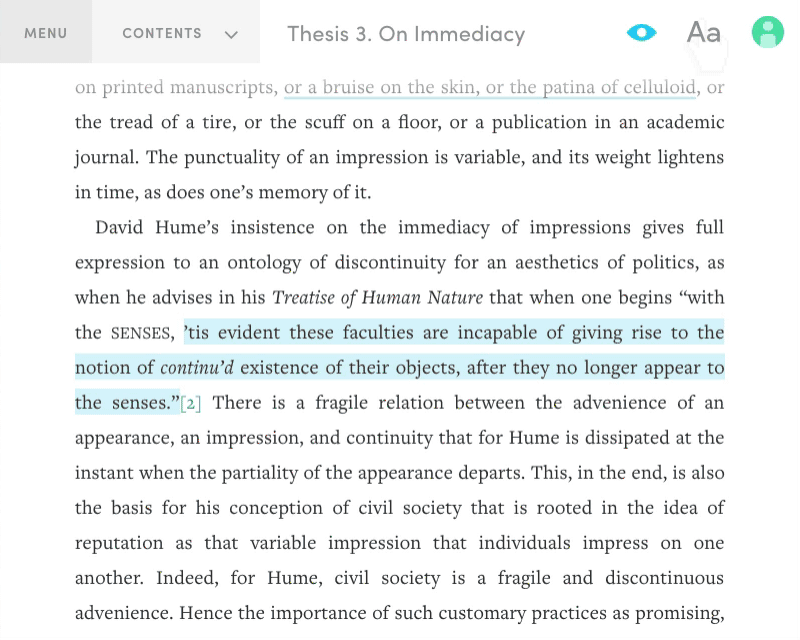 MENU
CONTENTS
Thesis 3. On Immediacy
Aa
on printed manuscripts, or a bruise on the skin, or the patina of celluloid, or
the tread of a tire, or the scuff on a floor, or a publication in an academic
journal. The punctuality of an impression is variable, and its weight lightens
in time, as does one’s memory of it.
David Hume’s insistence on the immediacy of impressions gives full
expression to an ontology of discontinuity for an aesthetics of politics, as
when he advises in his Treatise of Human Nature that when one begins “with
the SENSES, ’tis evident these faculties are incapable of giving rise to the
notion of continu’d existence of their objects, after they no longer appear to
the senses.”[2] There is a fragile relation between the advenience of an
appearance, an impression, and continuity that for Hume is dissipated at the
instant when the partiality of the appearance departs. This, in the end, is also
the basis for his conception of civil society that is rooted in the idea of
reputation as that variable impression that individuals impress on one
another. Indeed, for Hume, civil society is a fragile and discontinuous
advenience. Hence the importance of such customary practices as promising,